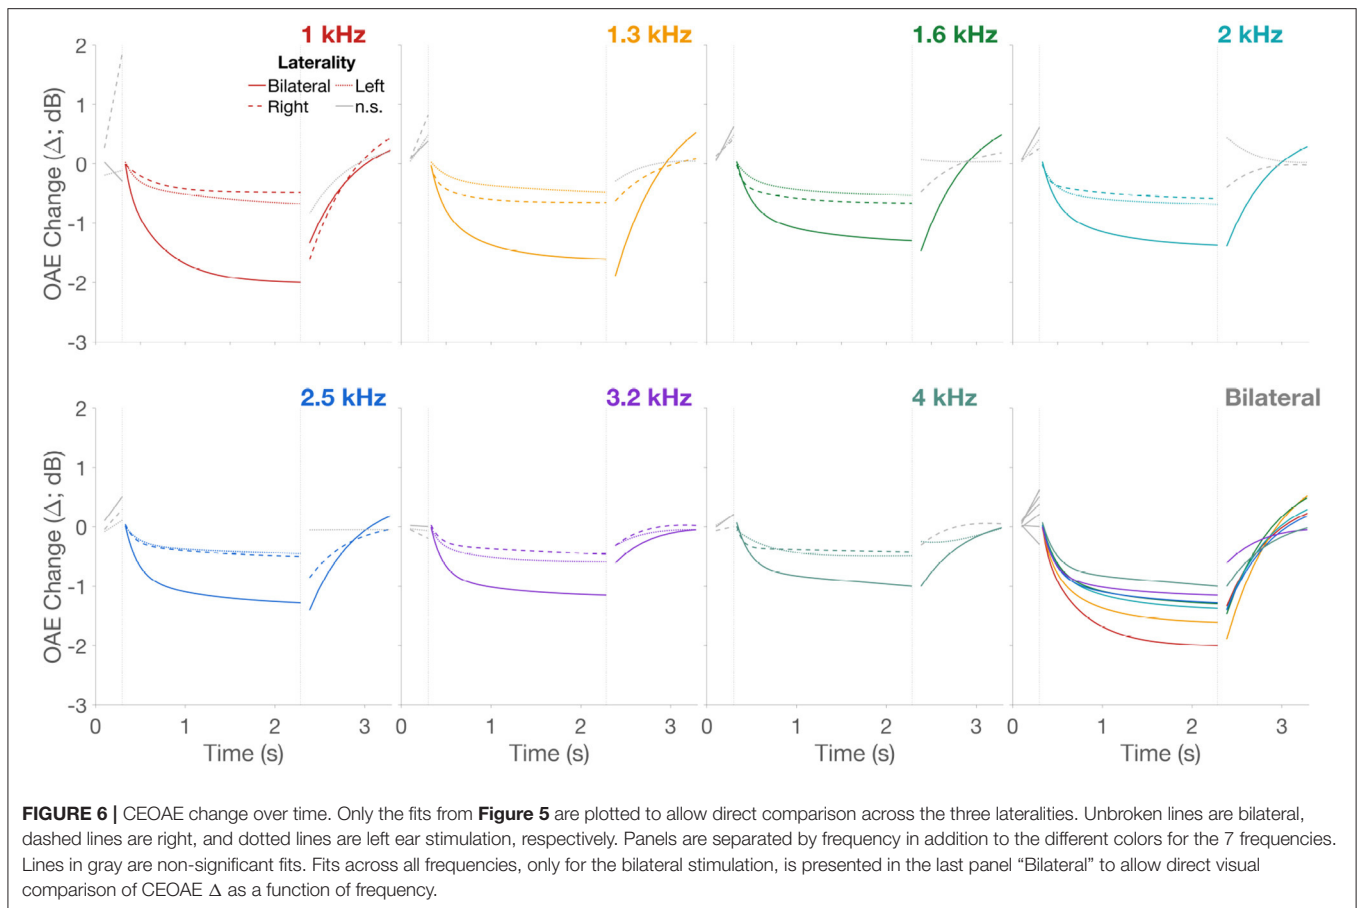 1 kHz
1.3 kHz
1.6 kHz
2 kHz
Laterality
Bilateral
Left
Right
n.s.
OAE Change (Δ; dB)
2
1
0
-1
-2
-3
2.5 kHz
3.2 kHz
4 kHz
Bilateral
OAE Change (Δ; dB)
2
1
0
-1
-2
-3
0 1 2 3
0 1 2 3
0 1 2 3
0 1 2 3
Time (s)
Time (s)
Time (s)
Time (s)
FIGURE 6 | CEOAE change over time. Only the fits from Figure 5 are plotted to allow direct comparison across the three lateralities. Unbroken lines are bilateral,
dashed lines are right, and dotted lines are left ear stimulation, respectively. Panels are separated by frequency in addition to the different colors for the 7 frequencies.
Lines in gray are non-significant fits. Fits across all frequencies, only for the bilateral stimulation, is presented in the last panel “Bilateral” to allow direct visual
comparison of CEOAE Δ as a function of frequency.